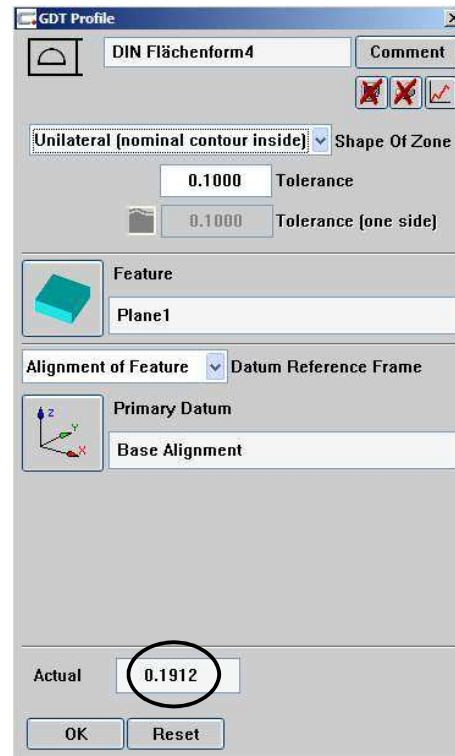 GDT Profile
DIN Flächenform4 Comment
Unilateral (nominal contour inside) Shape Of Zone
0.1000 Tolerance
0.1000 Tolerance (one side)
Feature
Plane1
Alignment of Feature Datum Reference Frame
Z Y X
Primary Datum
Base Alignment
Actual 0.1912
OK Reset